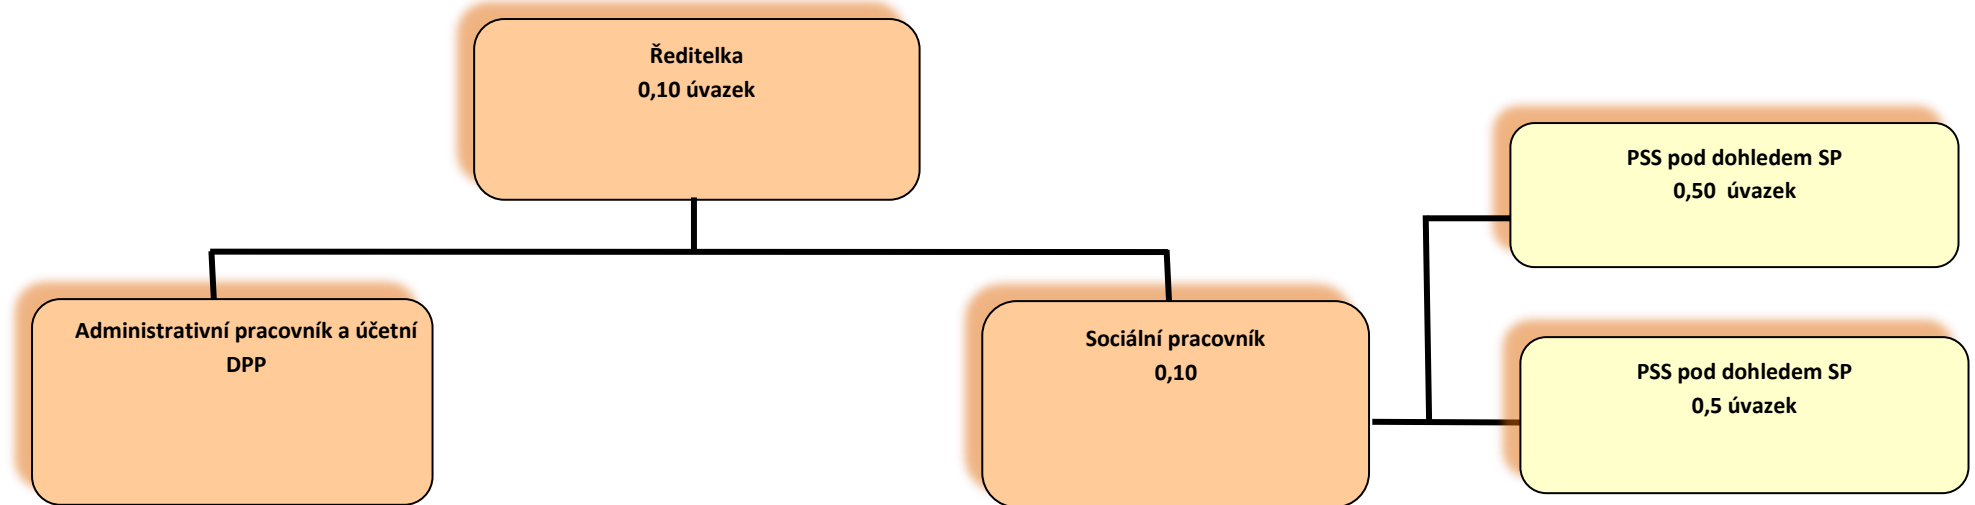 Ředitelka
0,10 úvazek
PSS pod dohledem SP
0,50  úvazek
Administrativní pracovník a účetní
DPP
Sociální pracovník
0,10
PSS pod dohledem SP
0,5 úvazek